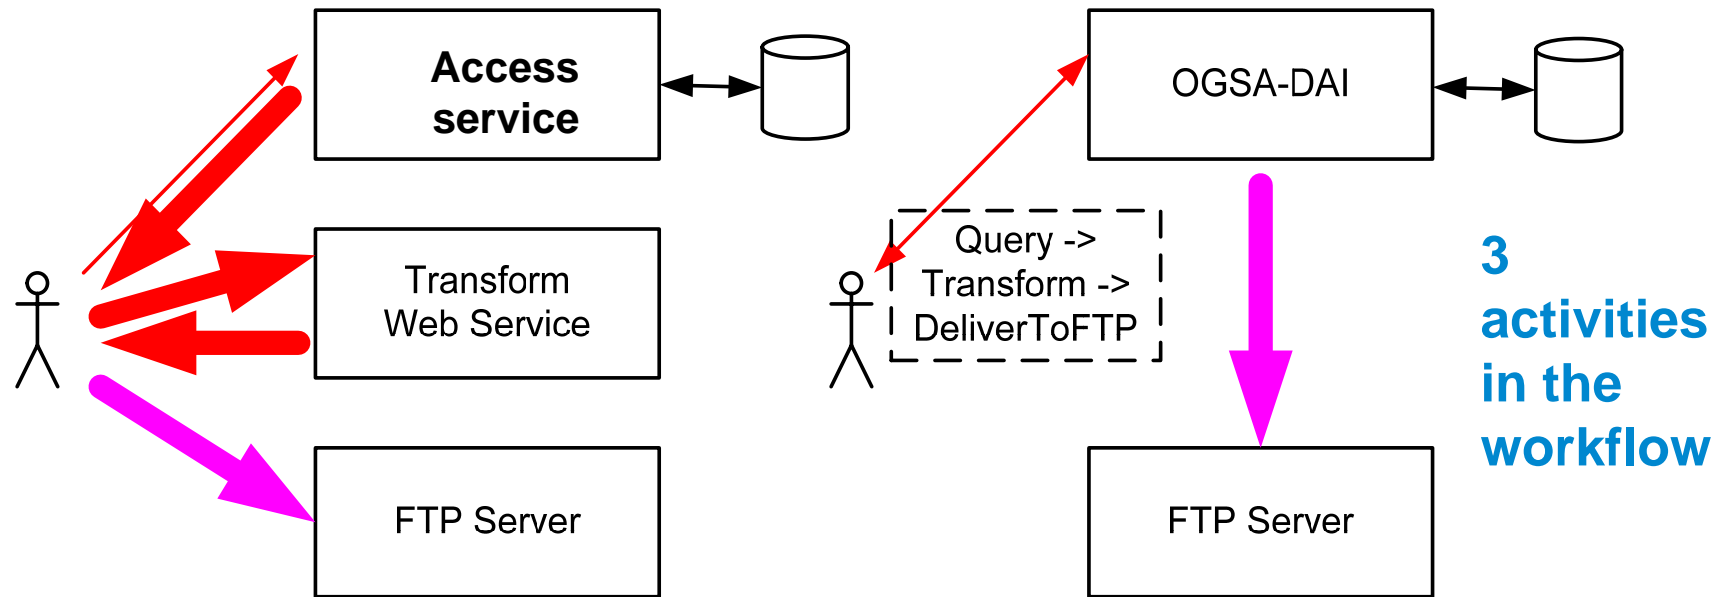 Access
service
Transform
Web Service
FTP Server
OGSA-DAI
Query ->
Transform ->
DeliverToFTP
FTP Server
3
activities
in the
workflow